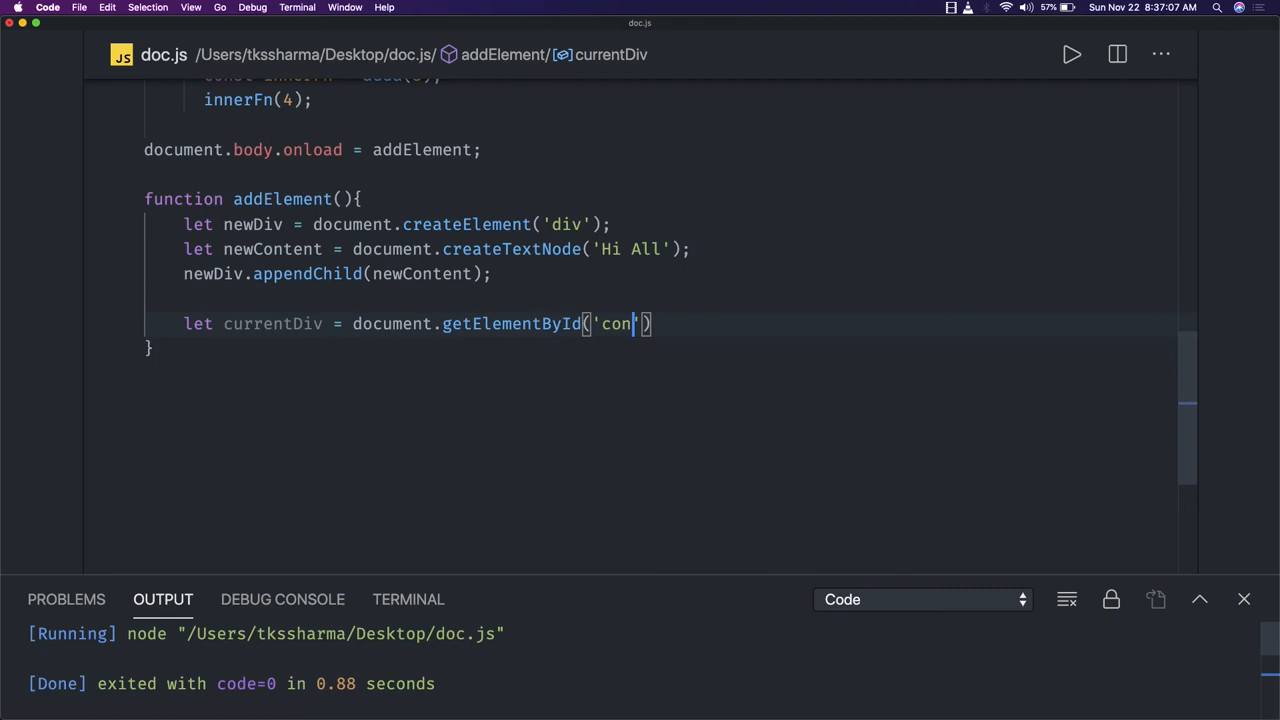 Code File Edit Selection View Go Debug Terminal Window Help 57% Sun Nov 22 8:37:07 AM
doc.js
JS doc.js /Users/tkssharma/Desktop/doc.js/ addElement/ currentDiv
innerFn(4);
document.body.onload = addElement;
function addElement(){
let newDiv = document.createElement('div');
let newContent = document.createTextNode('Hi All');
newDiv.appendChild(newContent);
let currentDiv = document.getElementById('con')
}
PROBLEMS OUTPUT DEBUG CONSOLE TERMINAL Code
[Running] node "/Users/tkssharma/Desktop/doc.js"
[Done] exited with code=0 in 0.88 seconds